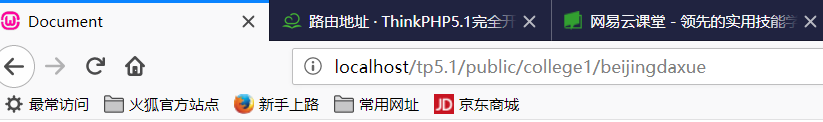 Document 路由地址 · ThinkPHP5.1完全开 网易云课堂 - 领先的实用技能学
localhost/tp5.1/public/college1/beijingdaxue
最常访问 火狐官方站点 新手上路 常用网址 JD 京东商城